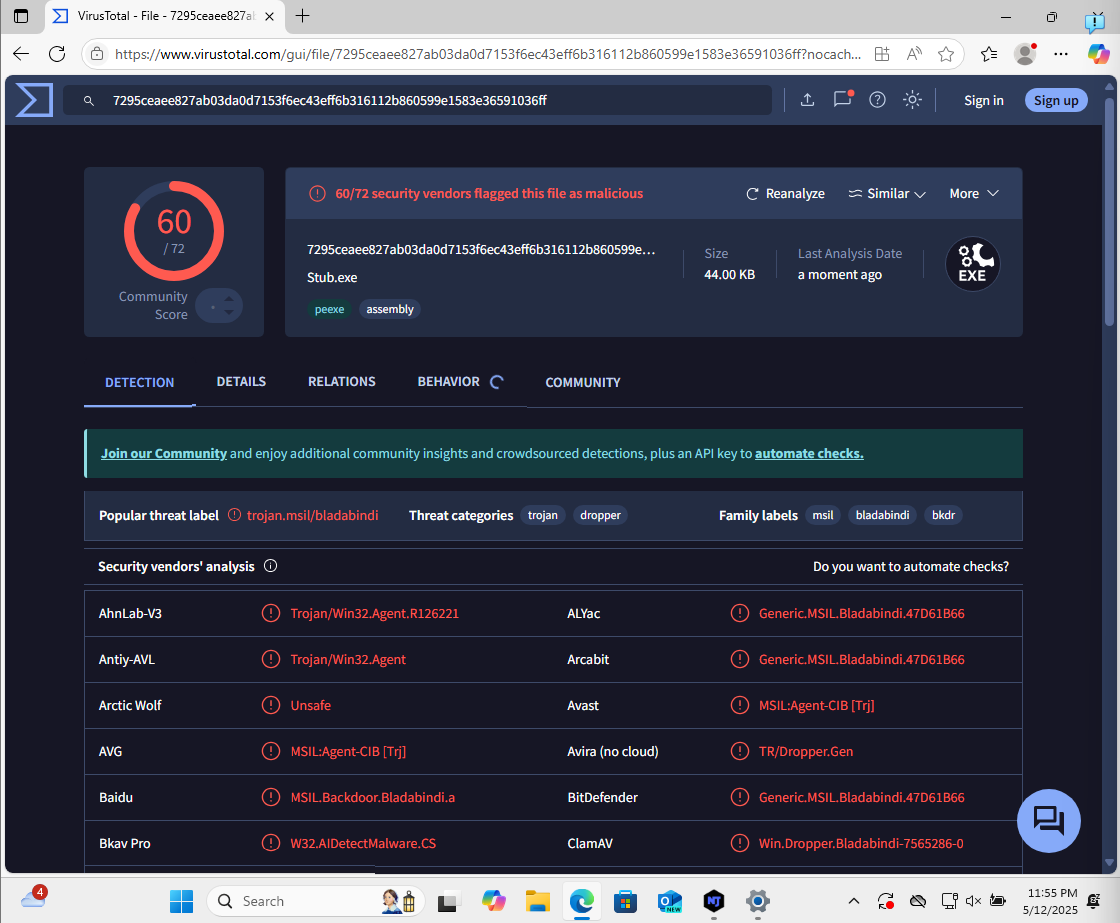 VirusTotal - File - 7295ceaee827ab
https://www.virustotal.com/gui/file/7295ceaee827ab03da0d7153f6ec43eff6b316112b860599e1583e36591036ff?nocach...
7295ceaee827ab03da0d7153f6ec43eff6b316112b860599e1583e36591036ff
Sign in
Sign up
60
/ 72
Community
Score
60/72 security vendors flagged this file as malicious
Reanalyze
Similar
More
7295ceaee827ab03da0d7153f6ec43eff6b316112b860599e...
Stub.exe
peexe
assembly
Size
44.00 KB
Last Analysis Date
a moment ago
EXE
DETECTION
DETAILS
RELATIONS
BEHAVIOR
COMMUNITY
Join our Community and enjoy additional community insights and crowdsourced detections, plus an API key to automate checks.
Popular threat label
trojan.msil/bladabindi
Threat categories
trojan
dropper
Family labels
msil
bladabindi
bkdr
Security vendors' analysis
Do you want to automate checks?
AhnLab-V3
Trojan/Win32.Agent.R126221
ALYac
Generic.MSIL.Bladabindi.47D61B66
Antiy-AVL
Trojan/Win32.Agent
Arcabit
Generic.MSIL.Bladabindi.47D61B66
Arctic Wolf
Unsafe
Avast
MSIL:Agent-CIB [Trj]
AVG
MSIL:Agent-CIB [Trj]
Avira (no cloud)
TR/Dropper.Gen
Baidu
MSIL.Backdoor.Bladabindi.a
BitDefender
Generic.MSIL.Bladabindi.47D61B66
Bkav Pro
W32.AIDetectMalware.CS
ClamAV
Win.Dropper.Bladabindi-7565286-0
4
Search
NEW
NJ
11:55 PM
5/12/2025